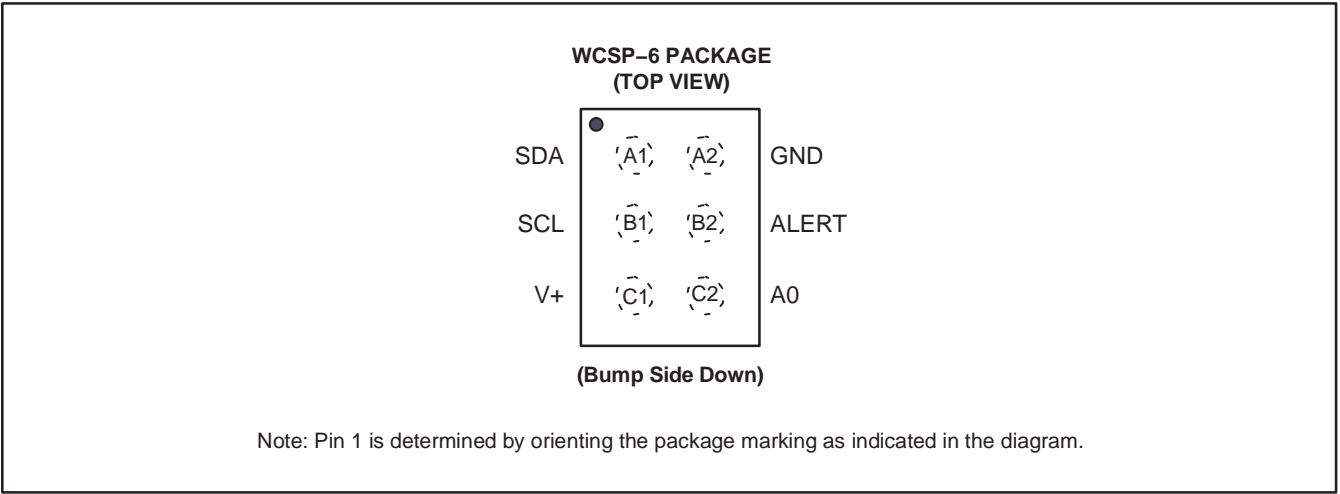 WCSP–6 PACKAGE
(TOP VIEW)
SDA A1 A2 GND
SCL B1 B2 ALERT
V+ C1 C2 A0
(Bump Side Down)
Note: Pin 1 is determined by orienting the package marking as indicated in the diagram.